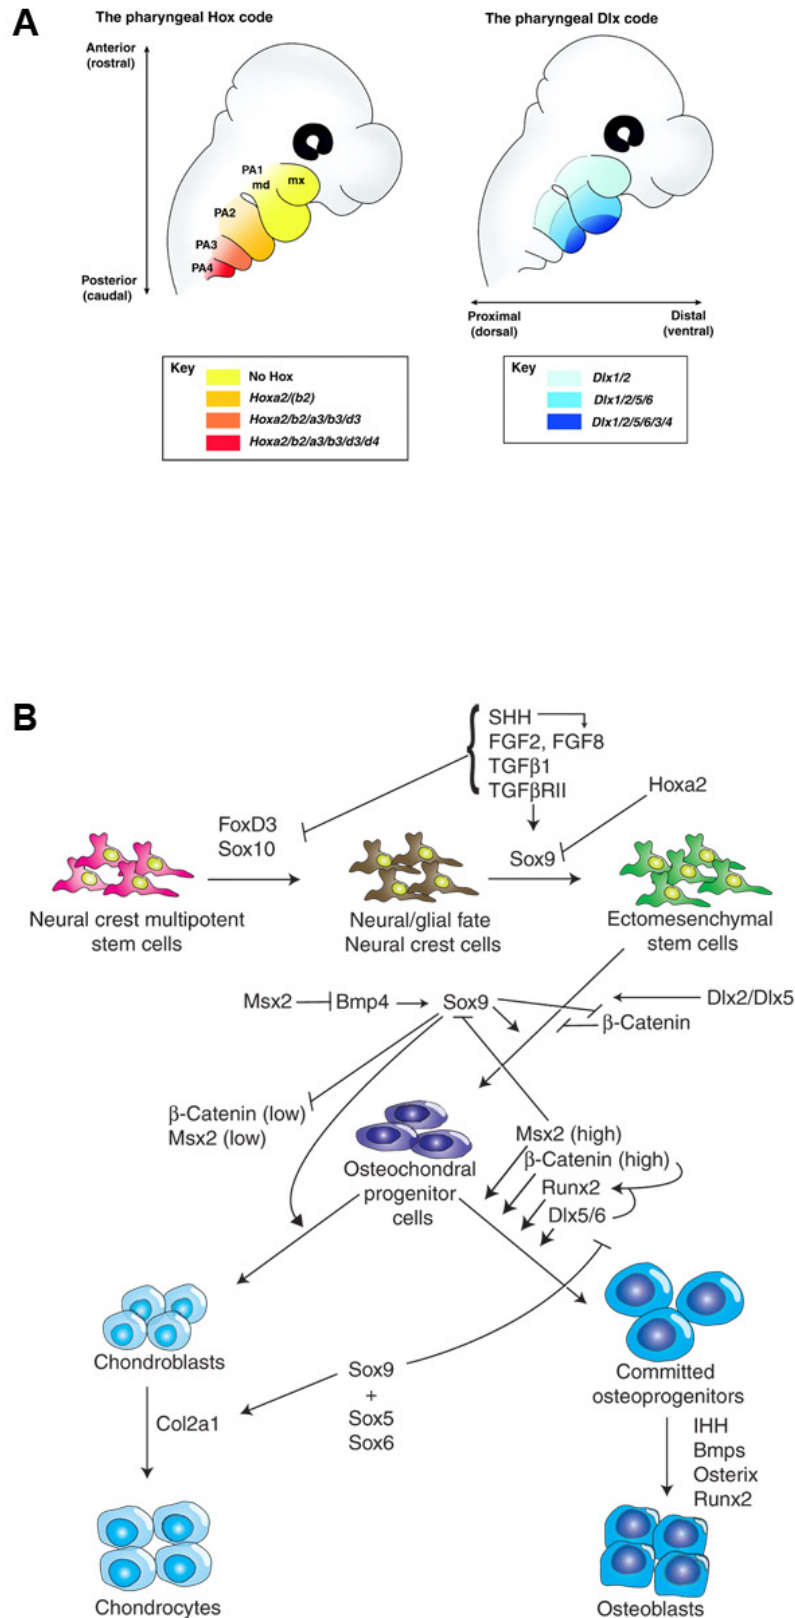 A
The pharyngeal Hox code
The pharyngeal Dlx code
Anterior
(rostral)
PA1
md
mx
PA2
PA3
PA4
Posterior
(caudal)
Proximal
(dorsal)
Distal
(ventral)
Key
No Hox
Hoxa2/(b2)
Hoxa2/b2/a3/b3/d3
Hoxa2/b2/a3/b3/d3/d4
Key
Dlx1/2
Dlx1/2/5/6
Dlx1/2/5/6/3/4
B
SHH
FGF2, FGF8
TGFβ1
TGFβRII
Hoxa2
FoxD3
Sox10
Sox9
Neural crest multipotent
stem cells
Neural/glial fate
Neural crest cells
Ectomesenchymal
stem cells
Msx2
Bmp4
Sox9
Dlx2/Dlx5
β-Catenin
β-Catenin (low)
Msx2 (low)
Osteochondral
progenitor
cells
Msx2 (high)
β-Catenin (high)
Runx2
Dlx5/6
Chondroblasts
Committed
osteoprogenitors
Sox9
+
Sox5
Sox6
Col2a1
IHH
Bmps
Osterix
Runx2
Chondrocytes
Osteoblasts